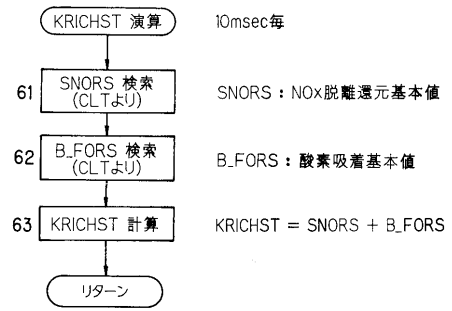 KRICHST 演算 10msec毎
61 SNORS 検索 SNORS : NOx脱離還元基本値
(CLTより)
62 B_FORS 検索 B_FORS : 酸素吸着基本値
(CLTより)
63 KRICHST 計算 KRICHST = SNORS + B_FORS
リターン